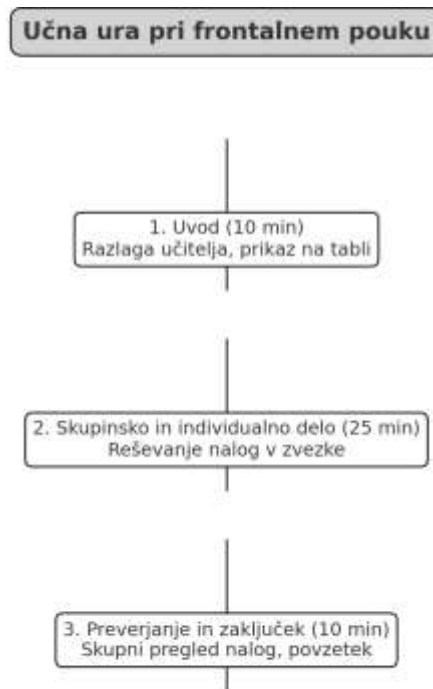 Učna ura pri frontalnem pouku
1. Uvod (10 min)
Razlaga učitelja, prikaz na tabli
2. Skupinsko in individualno delo (25 min)
Reševanje nalog v zvezke
3. Preverjanje in zaključek (10 min)
Skupni pregled nalog, povzetek